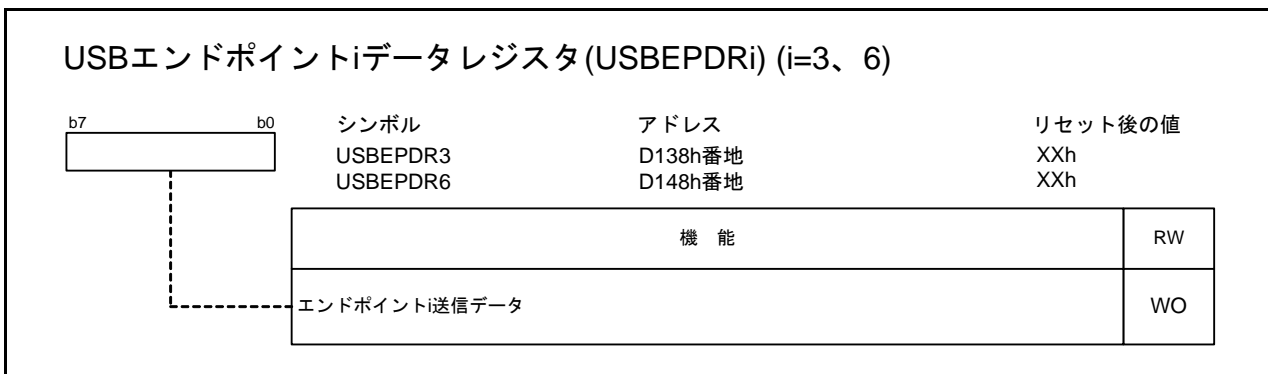 USBエンドポイントiデータレジスタ(USBEPDRi) (i=3、6)
b7 b0 シンボル アドレス リセット後の値
USBEPDR3 D138h番地 XXh
USBEPDR6 D148h番地 XXh
機 能 RW
エンドポイントi送信データ WO